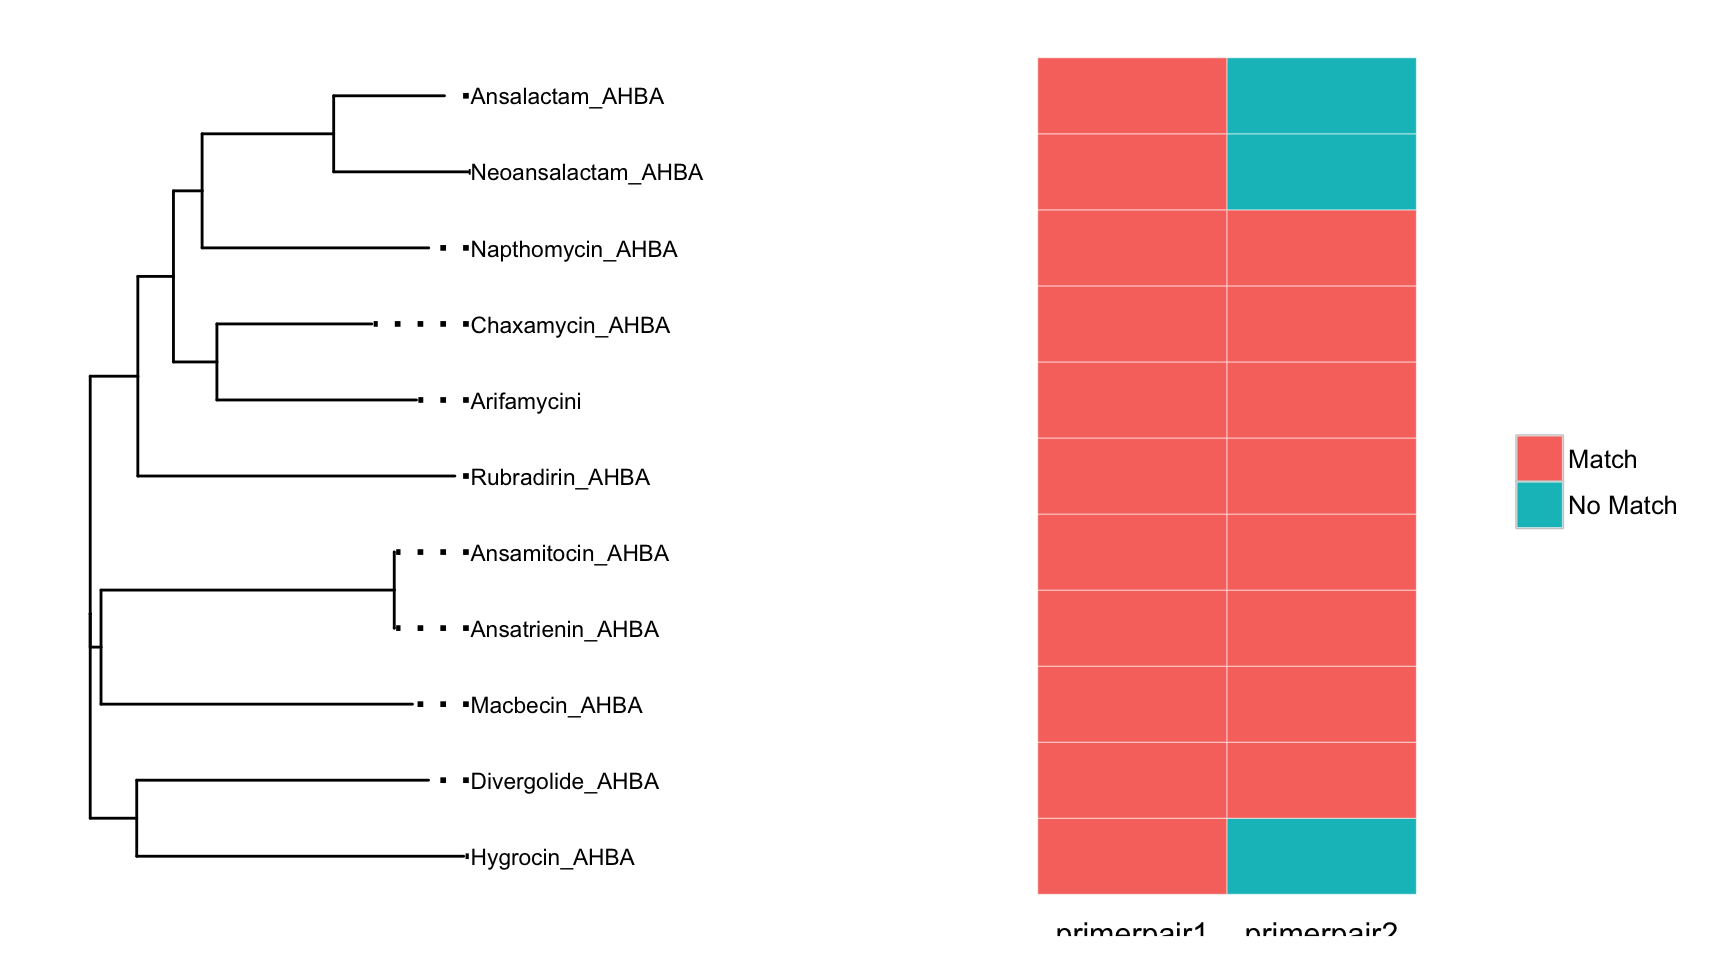 Ansalactam_AHBA
Neoansalactam_AHBA
Napthomycin_AHBA
Chaxamycin_AHBA
Arifamycini
Rubradirin_AHBA
Ansamitocin_AHBA
Ansatrienin_AHBA
Macbecin_AHBA
Divergolide_AHBA
Hygrocin_AHBA
Match
No Match
primerpair1 primerpair2